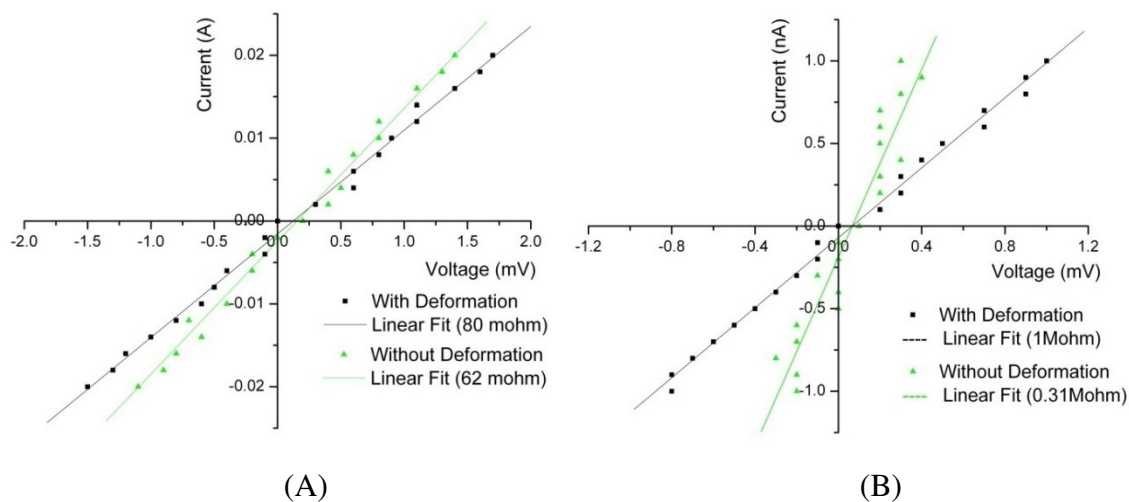 Current (A)
0.02
0.01
0.00
-2.0 -1.5 -1.0 -0.5 0.0 0.5 1.0 1.5 2.0
Voltage (mV)
-0.01
-0.02
With Deformation
Linear Fit (80 mohm)
Without Deformation
Linear Fit (62 mohm)
(A)
Current (nA)
1.0
0.5
0.0
-1.2 -0.8 -0.4 0.0 0.4 0.8 1.2
Voltage (mV)
-0.5
-1.0
With Deformation
Linear Fit (1Mohm)
Without Deformation
Linear Fit (0.31Mohm)
(B)